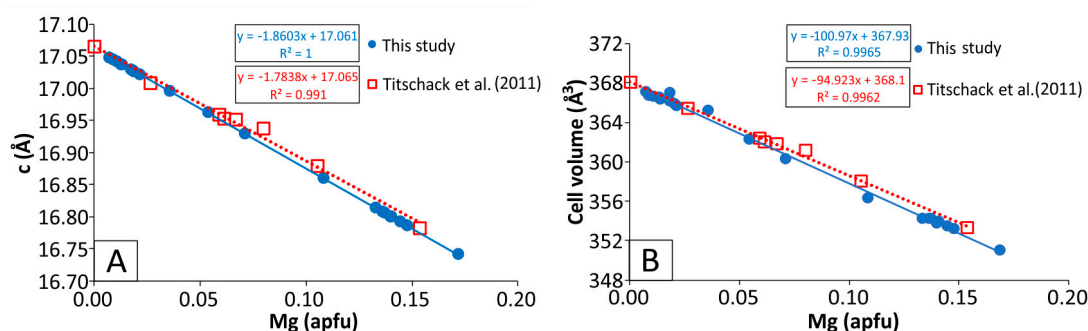 17.10
17.05
17.00
16.95
16.90
16.85
16.80
16.75
16.70
c (Å)
y = -1.8603x + 17.061
R² = 1
This study
y = -1.7838x + 17.065
R² = 0.991
Titschack et al. (2011)
A
0.00 0.05 0.10 0.15 0.20
Mg (apfu)
372
368
364
360
356
352
348
Cell volume (Å³)
y = -100.97x + 367.93
R² = 0.9965
This study
y = -94.923x + 368.1
R² = 0.9962
Titschack et al.(2011)
B
0.00 0.05 0.10 0.15 0.20
Mg (apfu)